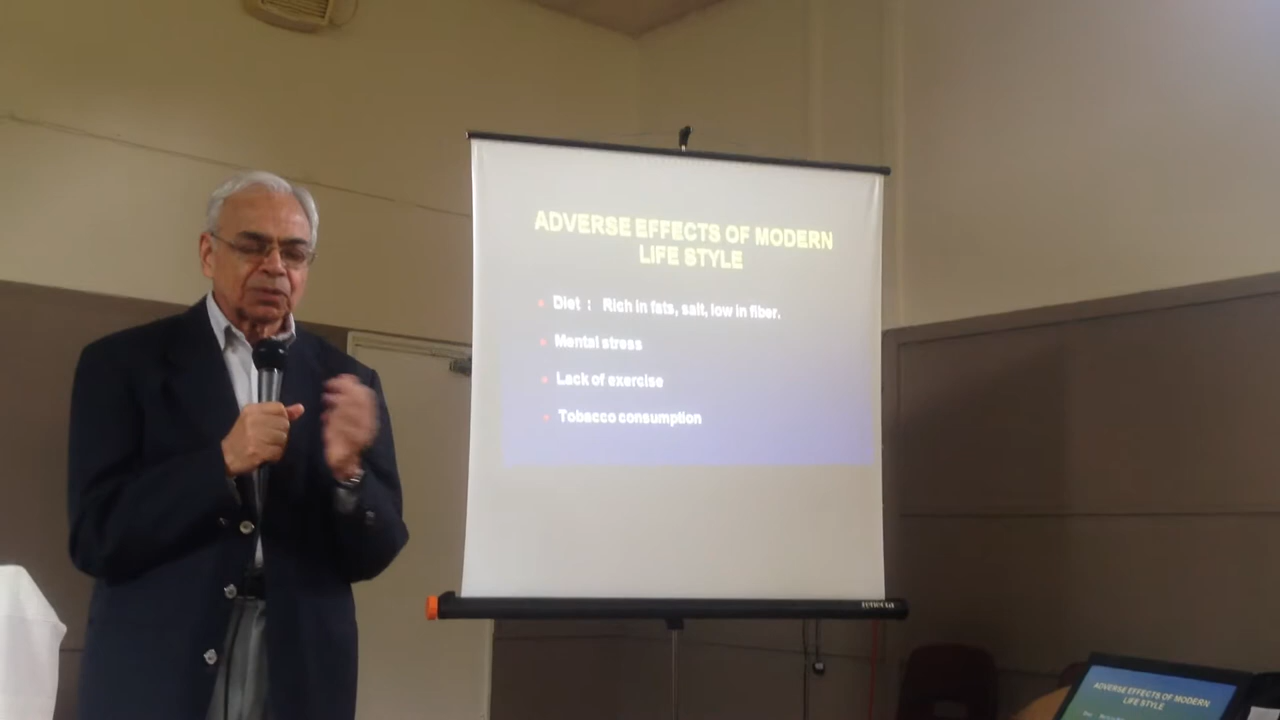 ADVERSE EFFECTS OF MODERN
LIFE STYLE
Diet : Rich in fats, salt, low in fiber.
Mental stress
Lack of exercise
Tobacco consumption
ADVERSE EFFECTS OF MODERN
LIFE STYLE